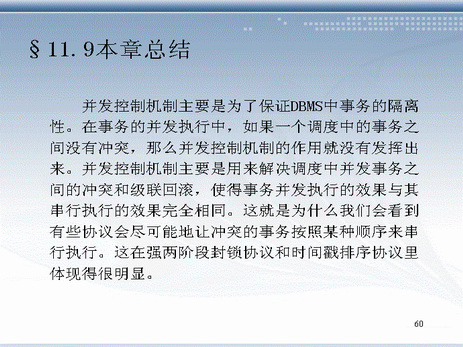 §11.9本章总结
并发控制机制主要是为了保证DBMS中事务的隔离
性。在事务的并发执行中，如果一个调度中的事务之
间没有冲突，那么并发控制机制的作用就没有发挥出
来。并发控制机制主要是用来解决调度中并发事务之
间的冲突和级联回滚，使得事务并发执行的效果与其
串行执行的效果完全相同。这就是为什么我们会看到
有些协议会尽可能地让冲突的事务按照某种顺序来串
行执行。这在强两阶段封锁协议和时间戳排序协议里
体现得很明显。
60